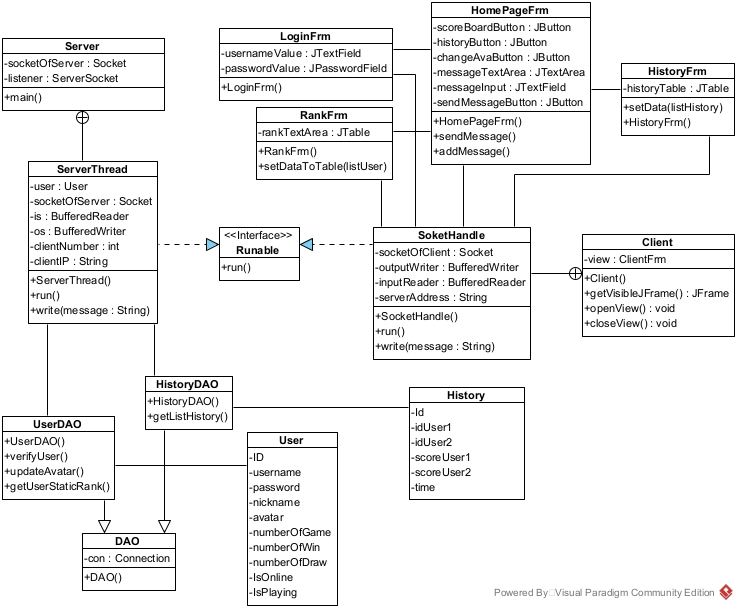 Server
-socketOfServer : Socket
-listener : ServerSocket
+main()
LoginFrm
-usernameValue : JTextField
-passwordValue : JPasswordField
+LoginFrm()
HomePageFrm
-scoreBoardButton : JButton
-historyButton : JButton
-changeAvaButton : JButton
-messageTextArea : JTextArea
-messageInput : JTextField
-sendMessageButton : JButton
+HomePageFrm()
+sendMessage()
+addMessage()
HistoryFrm
-historyTable : JTable
+setData(listHistory)
+HistoryFrm()
RankFrm
-rankTextArea : JTable
+RankFrm()
+setDataToTable(listUser)
ServerThread
-user : User
-socketOfServer : Socket
-is : BufferedReader
-os : BufferedWriter
-clientNumber : int
-clientIP : String
+ServerThread()
+run()
+write(message : String)
<<Interface>>
Runable
+run()
SoketHandle
-socketOfClient : Socket
-outputWriter : BufferedWriter
-inputReader : BufferedReader
-serverAddress : String
+SocketHandle()
+run()
+write(message : String)
Client
-view : ClientFrm
+Client()
+getVisibleJFrame() : JFrame
+openView() : void
+closeView() : void
HistoryDAO
+HistoryDAO()
+getListHistory()
History
-Id
-idUser1
-idUser2
-scoreUser1
-scoreUser2
-time
UserDAO
+UserDAO()
+verifyUser()
+updateAvatar()
+getUserStaticRank()
User
-ID
-username
-password
-nickname
-avatar
-numberOfGame
-numberOfWin
-numberOfDraw
-IsOnline
-IsPlaying
DAO
-con : Connection
+DAO()
Powered By Visual Paradigm Community Edition